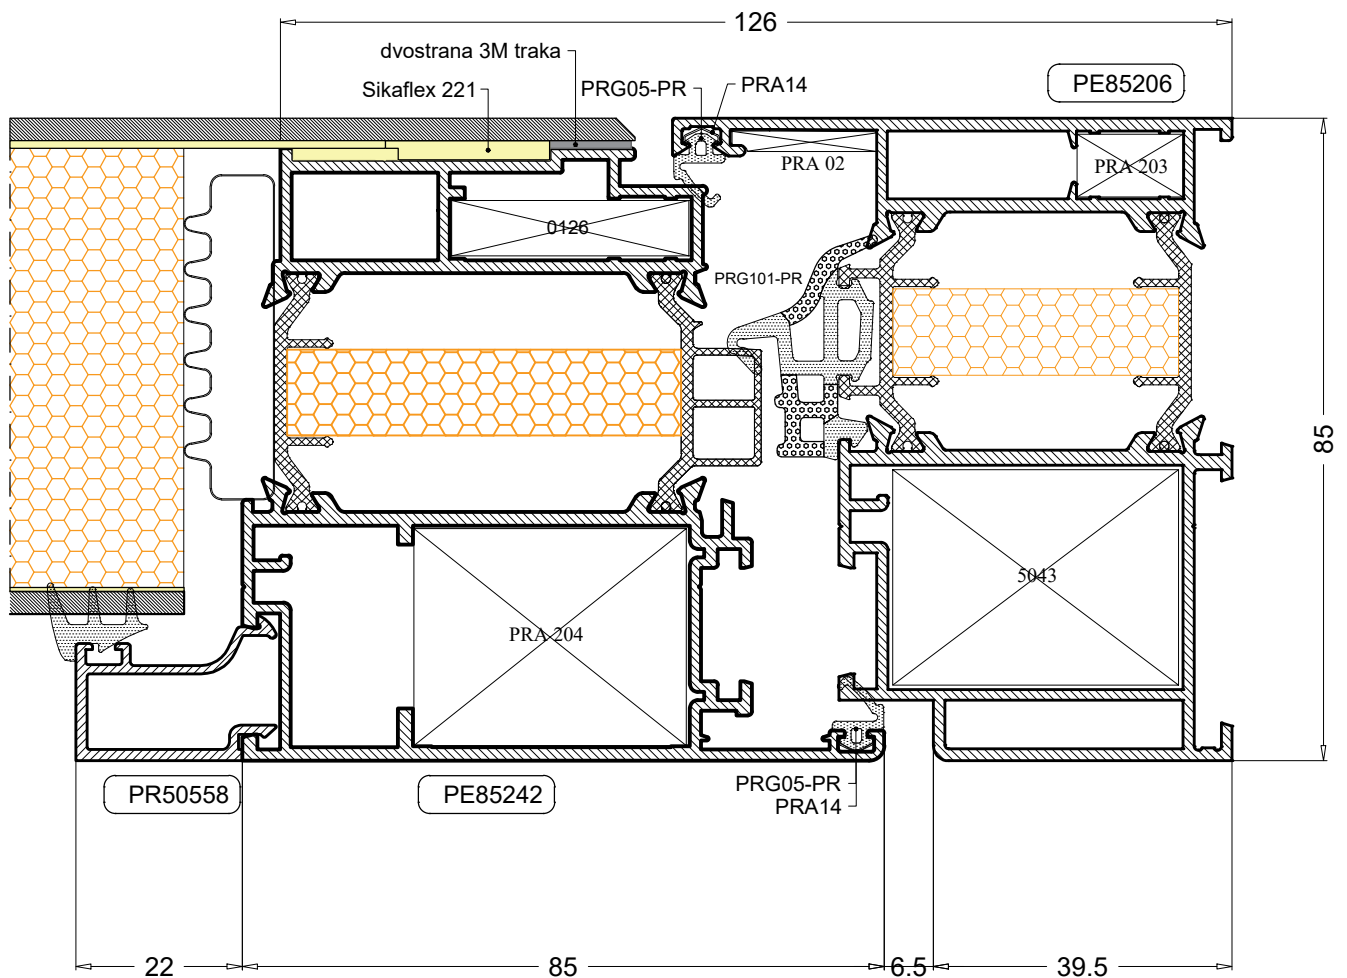 126
dvostrana 3M traka
Sikaflex 221
PRG05-PR
PRA14
PE85206
PRA 02
PRA 203
0126
PRG101-PR
85
5043
PRA 204
PRG05-PR
PRA14
PR50558
PE85242
22
85
6.5
39.5